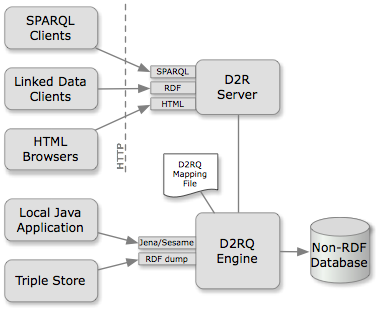 SPARQL
Clients
Linked Data
Clients
HTML
Browsers
HTTP
SPARQL
RDF
HTML
D2R
Server
D2RQ
Mapping
File
Local Java
Application
Triple Store
Jena/Sesame
RDF dump
D2RQ
Engine
Non-RDF
Database